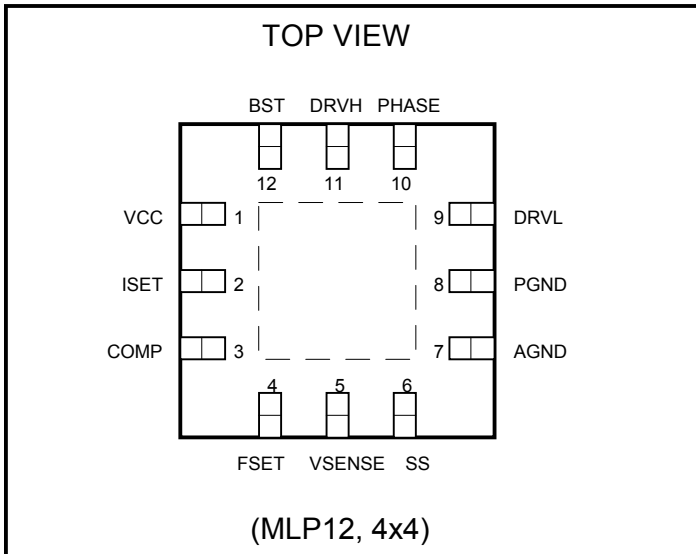 TOP VIEW
BST DRVH PHASE
12 11 10
VCC 1 9 DRVL
ISET 2 8 PGND
COMP 3 7 AGND
4 5 6
FSET VSENSE SS
(MLP12, 4x4)